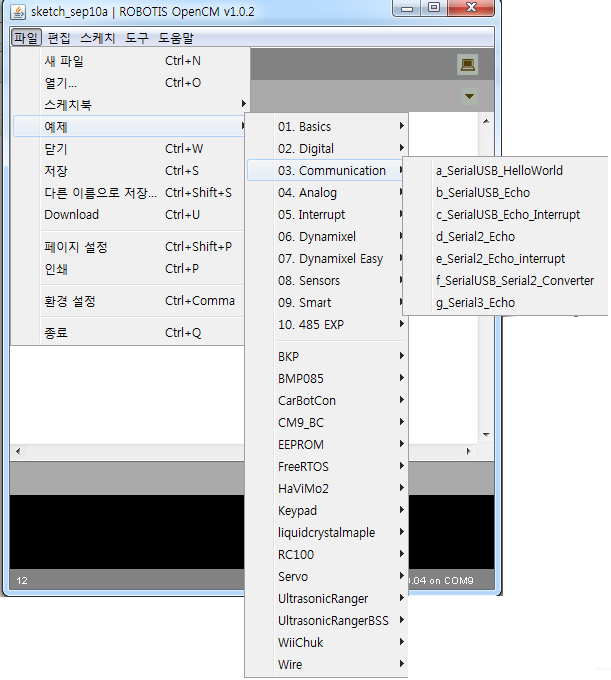 sketch_sep10a | ROBOTIS OpenCM v1.0.2
파일 편집 스케치 도구 도움말
새 파일 Ctrl+N
열기... Ctrl+O
스케치북
예제
닫기 Ctrl+W
저장 Ctrl+S
다른 이름으로 저장... Ctrl+Shift+S
Download Ctrl+U
페이지 설정 Ctrl+Shift+P
인쇄 Ctrl+P
환경 설정 Ctrl+Comma
종료 Ctrl+Q
01. Basics
02. Digital
03. Communication
04. Analog
05. Interrupt
06. Dynamixel
07. Dynamixel Easy
08. Sensors
09. Smart
10. 485 EXP
BKP
BMP085
CarBotCon
CM9_BC
EEPROM
FreeRTOS
HaViMo2
Keypad
liquidcrystalmaple
RC100
Servo
UltrasonicRanger
UltrasonicRangerBSS
WiiChuk
Wire
a_SerialUSB_HelloWorld
b_SerialUSB_Echo
c_SerialUSB_Echo_Interrupt
d_Serial2_Echo
e_Serial2_Echo_interrupt
f_SerialUSB_Serial2_Converter
g_Serial3_Echo
12
.04 on COM9